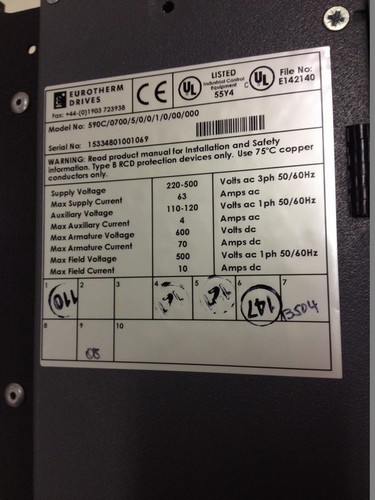 EUROTHERM
DRIVES
Fax: +44-(0)1903 723938
CE
UL
LISTED
Industrial Control
Equipment
55Y4
C UL
File No:
E142140
Model No: 590C/0700/5/0/0/1/0/00/000
Serial No: 15334801001069
WARNING: Read product manual for Installation and Safety
information. Type B RCD protection devices only. Use 75°C copper
conductors only.
Supply Voltage 220-500 Volts ac 3ph 50/60Hz
Max Supply Current 63 Amps ac
Auxiliary Voltage 110-120 Volts ac 1ph 50/60Hz
Max Auxiliary Current 4 Amps ac
Max Armature Voltage 600 Volts dc
Max Armature Current 70 Amps dc
Max Field Voltage 500 Volts ac 1ph 50/60Hz
Max Field Current 10 Amps dc
1 2 3 4 5 6 7
110 147 13504
8 9 10